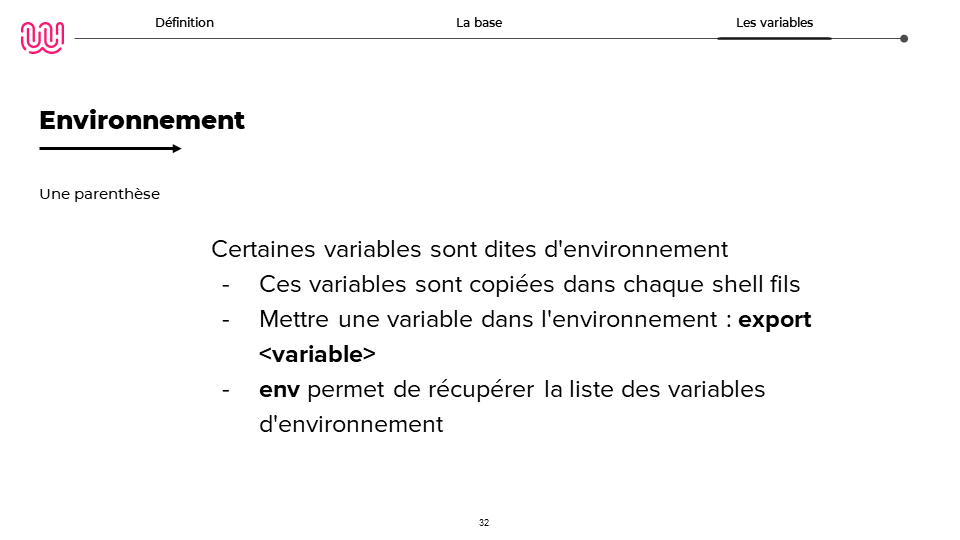 Définition
La base
Les variables
Environnement
Une parenthèse
Certaines variables sont dites d'environnement
- Ces variables sont copiées dans chaque shell fils
- Mettre une variable dans l'environnement : export
<variable>
- env permet de récupérer la liste des variables
d'environnement
32